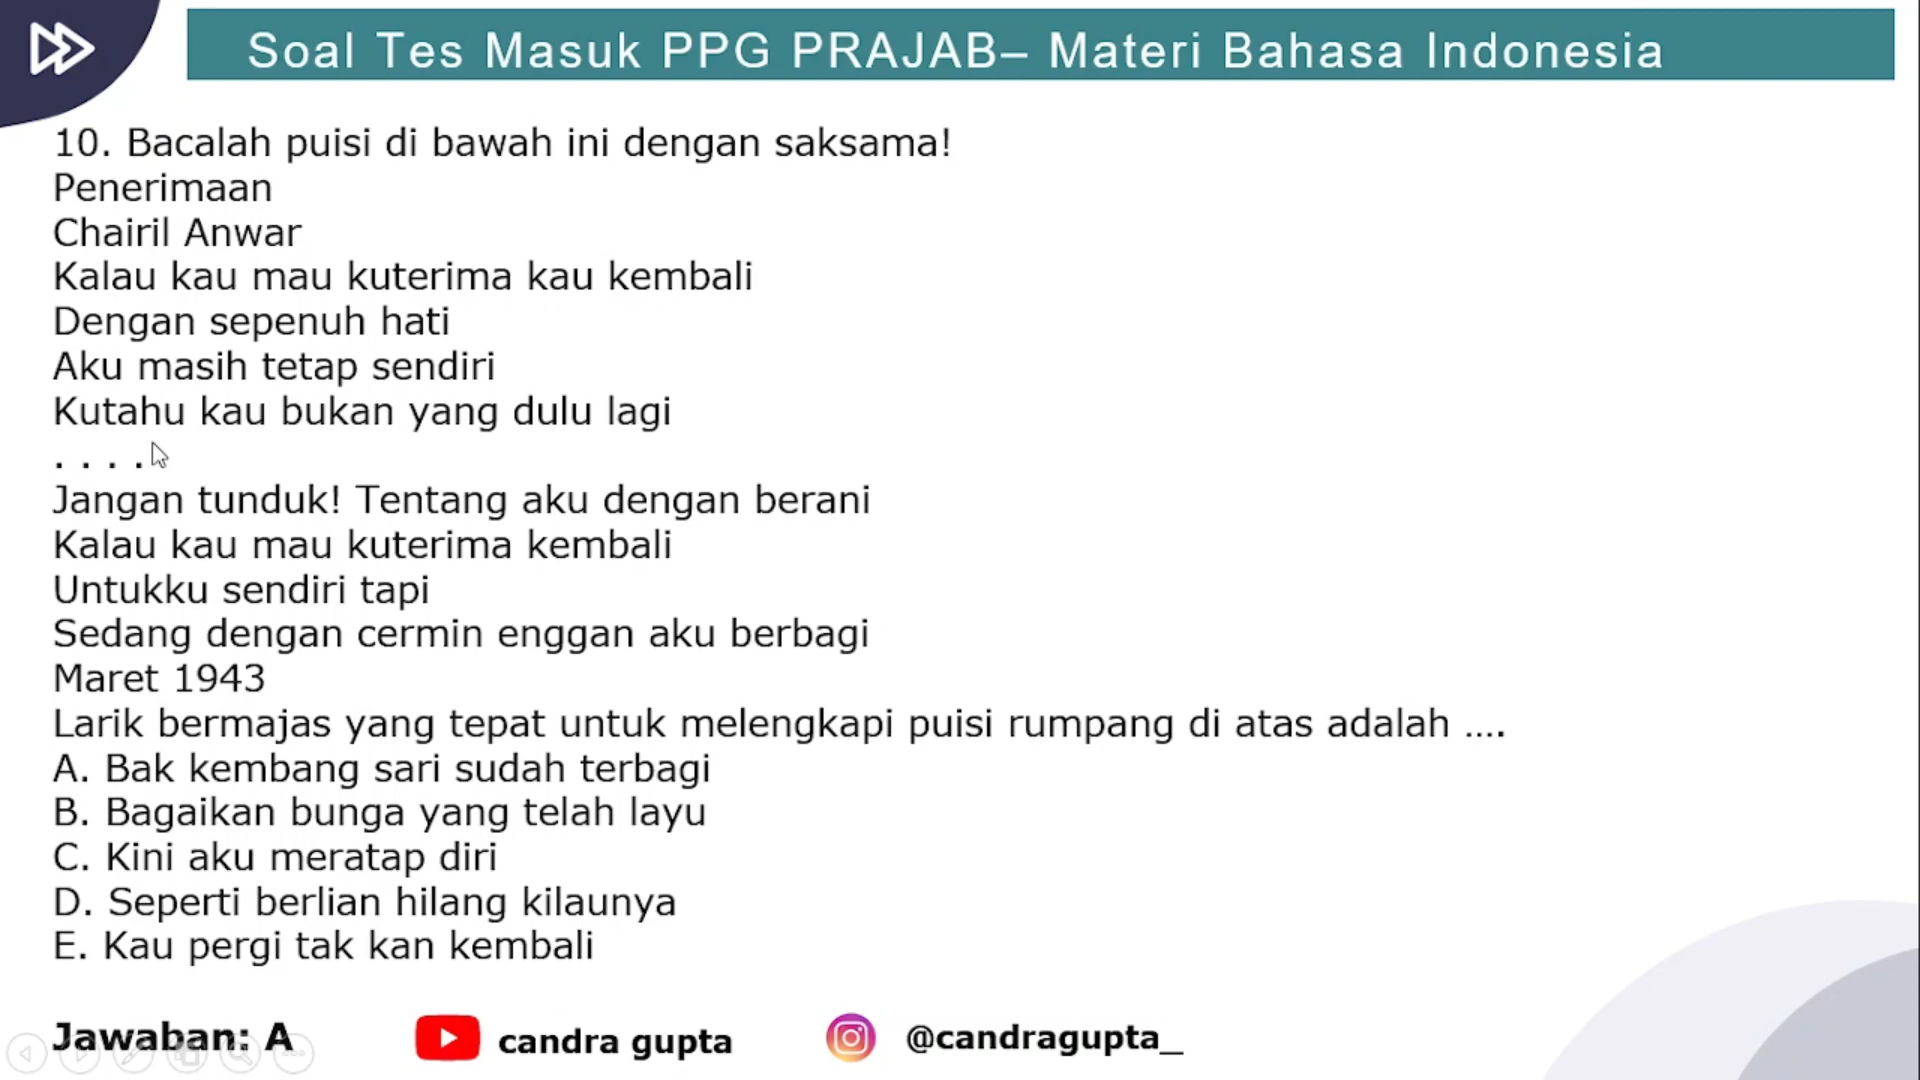 Soal Tes Masuk PPG PRAJAB– Materi Bahasa Indonesia
10. Bacalah puisi di bawah ini dengan saksama!
Penerimaan
Chairil Anwar
Kalau kau mau kuterima kau kembali
Dengan sepenuh hati
Aku masih tetap sendiri
Kutahu kau bukan yang dulu lagi
. . . .
Jangan tunduk! Tentang aku dengan berani
Kalau kau mau kuterima kembali
Untukku sendiri tapi
Sedang dengan cermin enggan aku berbagi
Maret 1943
Larik bermajas yang tepat untuk melengkapi puisi rumpang di atas adalah ....
A. Bak kembang sari sudah terbagi
B. Bagaikan bunga yang telah layu
C. Kini aku meratap diri
D. Seperti berlian hilang kilaunya
E. Kau pergi tak kan kembali
Jawaban: A
candra gupta
@candragupta_